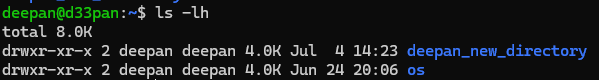 deepan@d33pan:~$ ls -lh
total 8.0K
drwxr-xr-x 2 deepan deepan 4.0K Jul  4 14:23 deepan_new_directory
drwxr-xr-x 2 deepan deepan 4.0K Jun 24 20:06 os